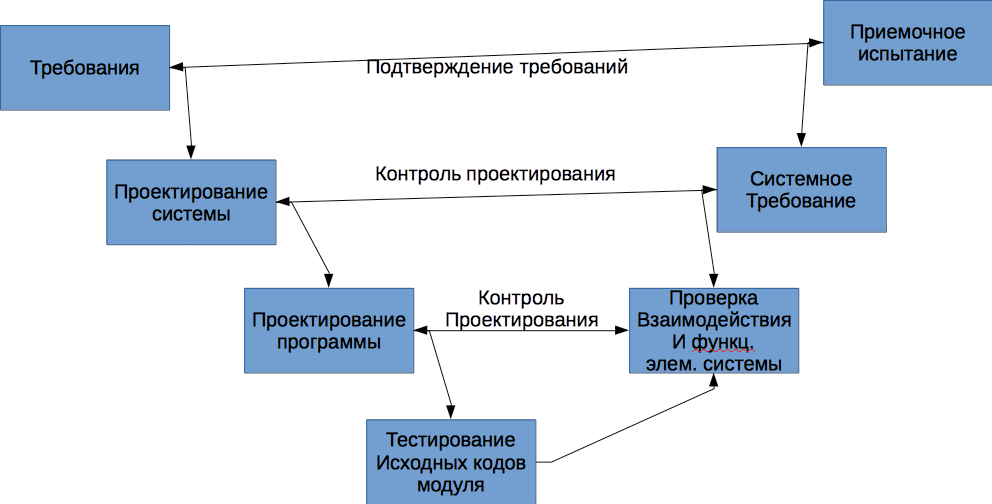 Требования
Подтверждение требований
Приемочное
испытание
Проектирование
системы
Контроль проектирования
Системное
Требование
Проектирование
программы
Контроль
Проектирования
Проверка
Взаимодействия
И функц.
элем. системы
Тестирование
Исходных кодов
модуля